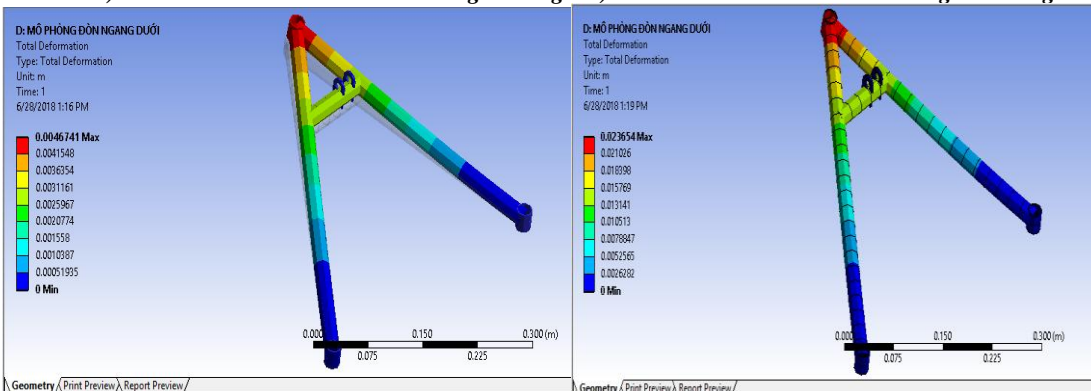 D: MÔ PHỎNG ĐÒN NGANG DƯỚI
Total Deformation
Type: Total Deformation
Unit: m
Time: 1
6/28/2018 1:16 PM
0.0046741 Max
0.0041548
0.0036354
0.0031161
0.0025967
0.0020774
0.001558
0.0010387
0.00051935
0 Min
0.000 0.150 0.300 (m)
0.075 0.225
Geometry Print Preview Report Preview
D: MÔ PHỎNG ĐÒN NGANG DƯỚI
Total Deformation
Type: Total Deformation
Unit: m
Time: 1
6/28/2018 1:19 PM
0.023654 Max
0.021026
0.018398
0.015769
0.013141
0.010513
0.0078847
0.0052565
0.0026282
0 Min
0.000 0.150 0.300 (m)
0.075 0.225
Geometry Print Preview Report Preview